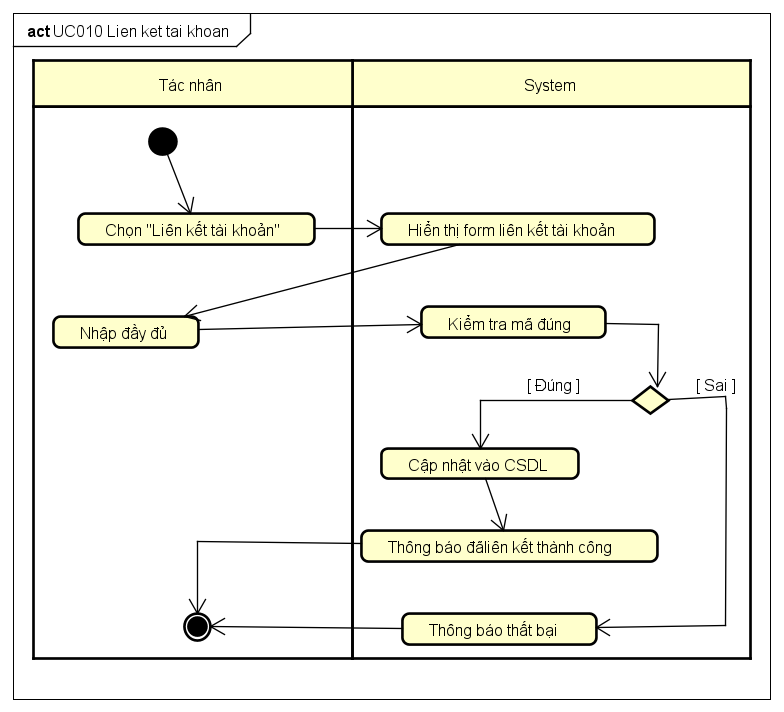 act UC010 Lien ket tai khoan
Tác nhân
System
Chọn "Liên kết tài khoản"
Hiển thị form liên kết tài khoản
Nhập đầy đủ
Kiểm tra mã đúng
[ Đúng ]
[ Sai ]
Cập nhật vào CSDL
Thông báo đãliên kết thành công
Thông báo thất bại